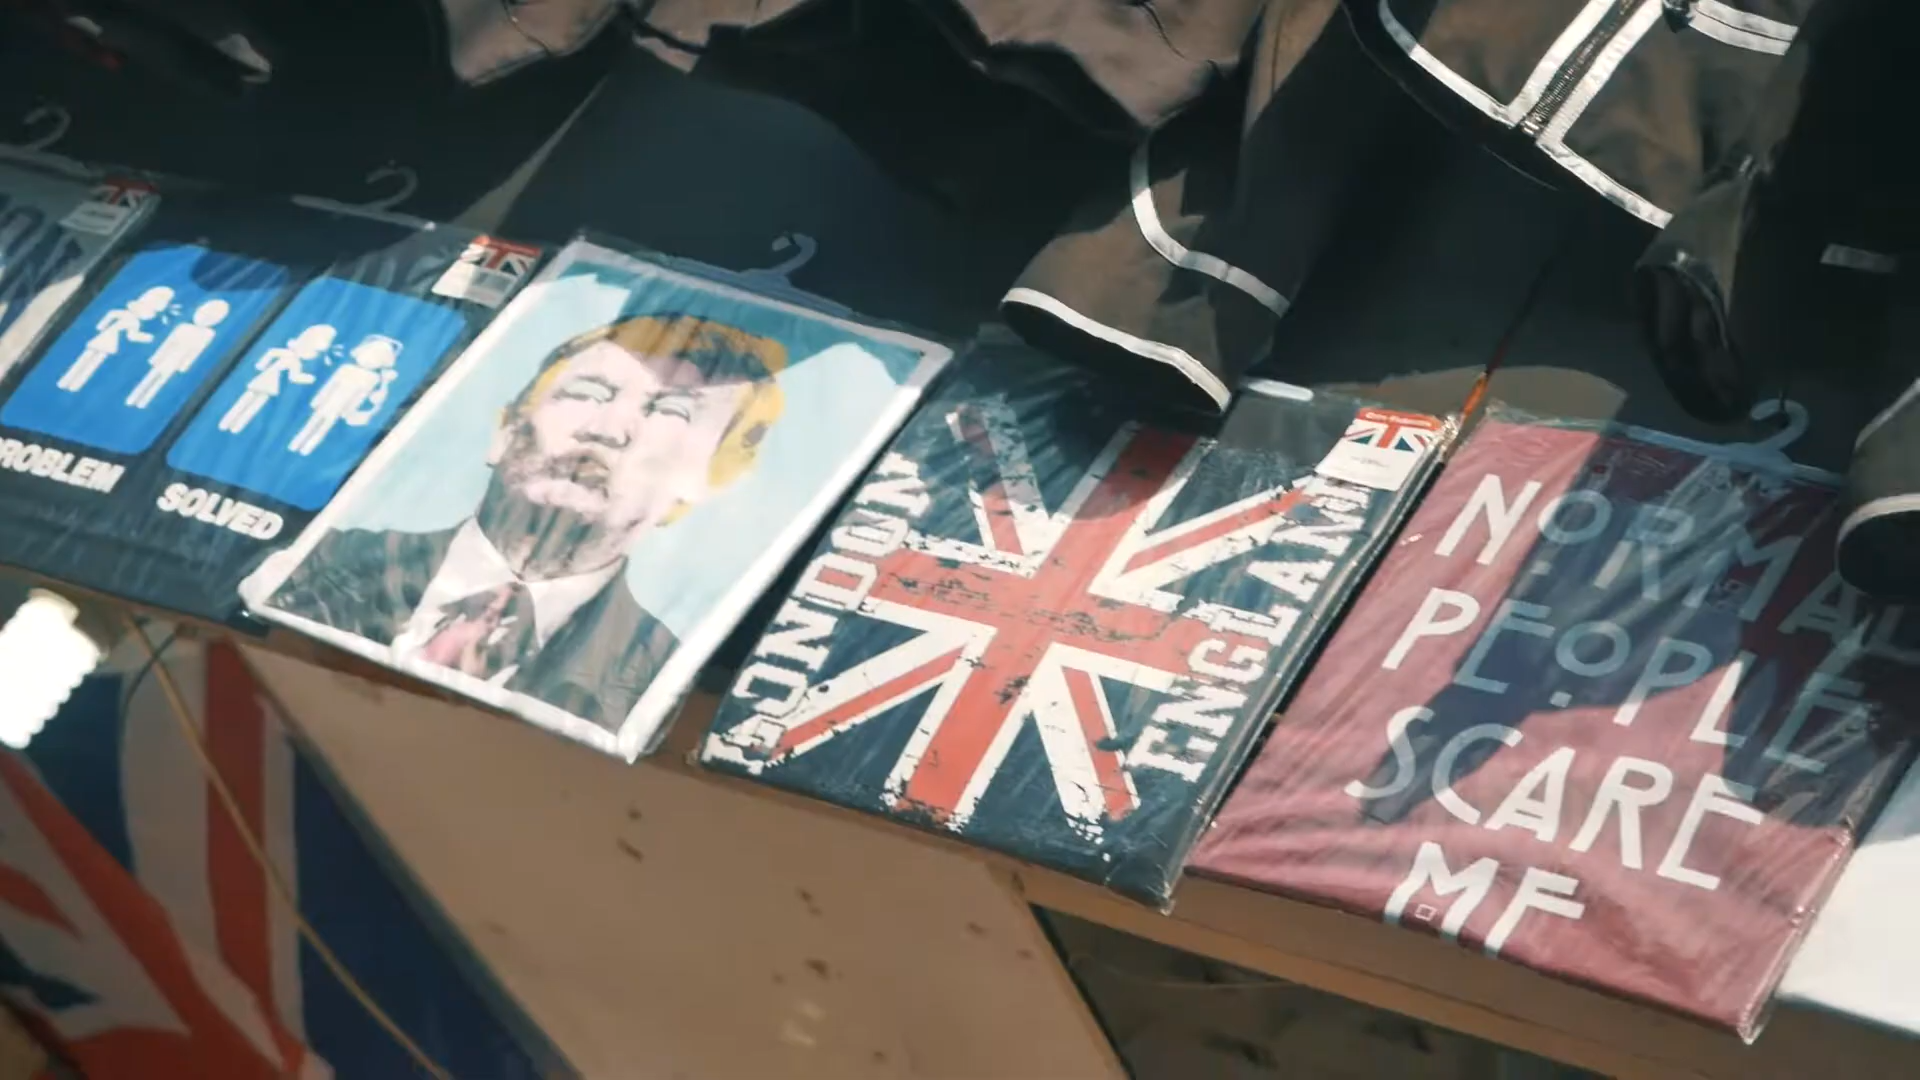 PROBLEM
SOLVED
LONDON
ENGLAND
NORMAL
PEOPLE
SCARE
ME